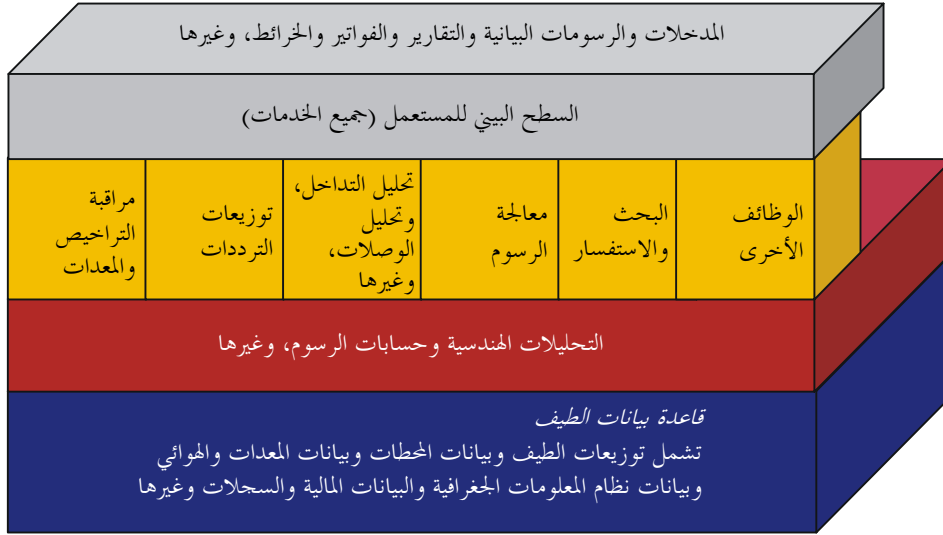 المدخلات والرسومات البيانية والتقارير والفواتير والخرائط، وغيرها
السطح البيني للمستعمل (جميع الخدمات)
الوظائف
الأخرى
البحث
والاستفسار
معالجة
الرسوم
تحليل التداخل،
وتحليل
الوصلات،
وغيرها
توزيعات
الترددات
مراقبة
التراخيص
والمعدات
التحليلات الهندسية وحسابات الرسوم، وغيرها
قاعدة بيانات الطيف
تشمل توزيعات الطيف وبيانات المحطات وبيانات المعدات والهوائي
وبيانات نظام المعلومات الجغرافية والبيانات المالية والسجلات وغيرها